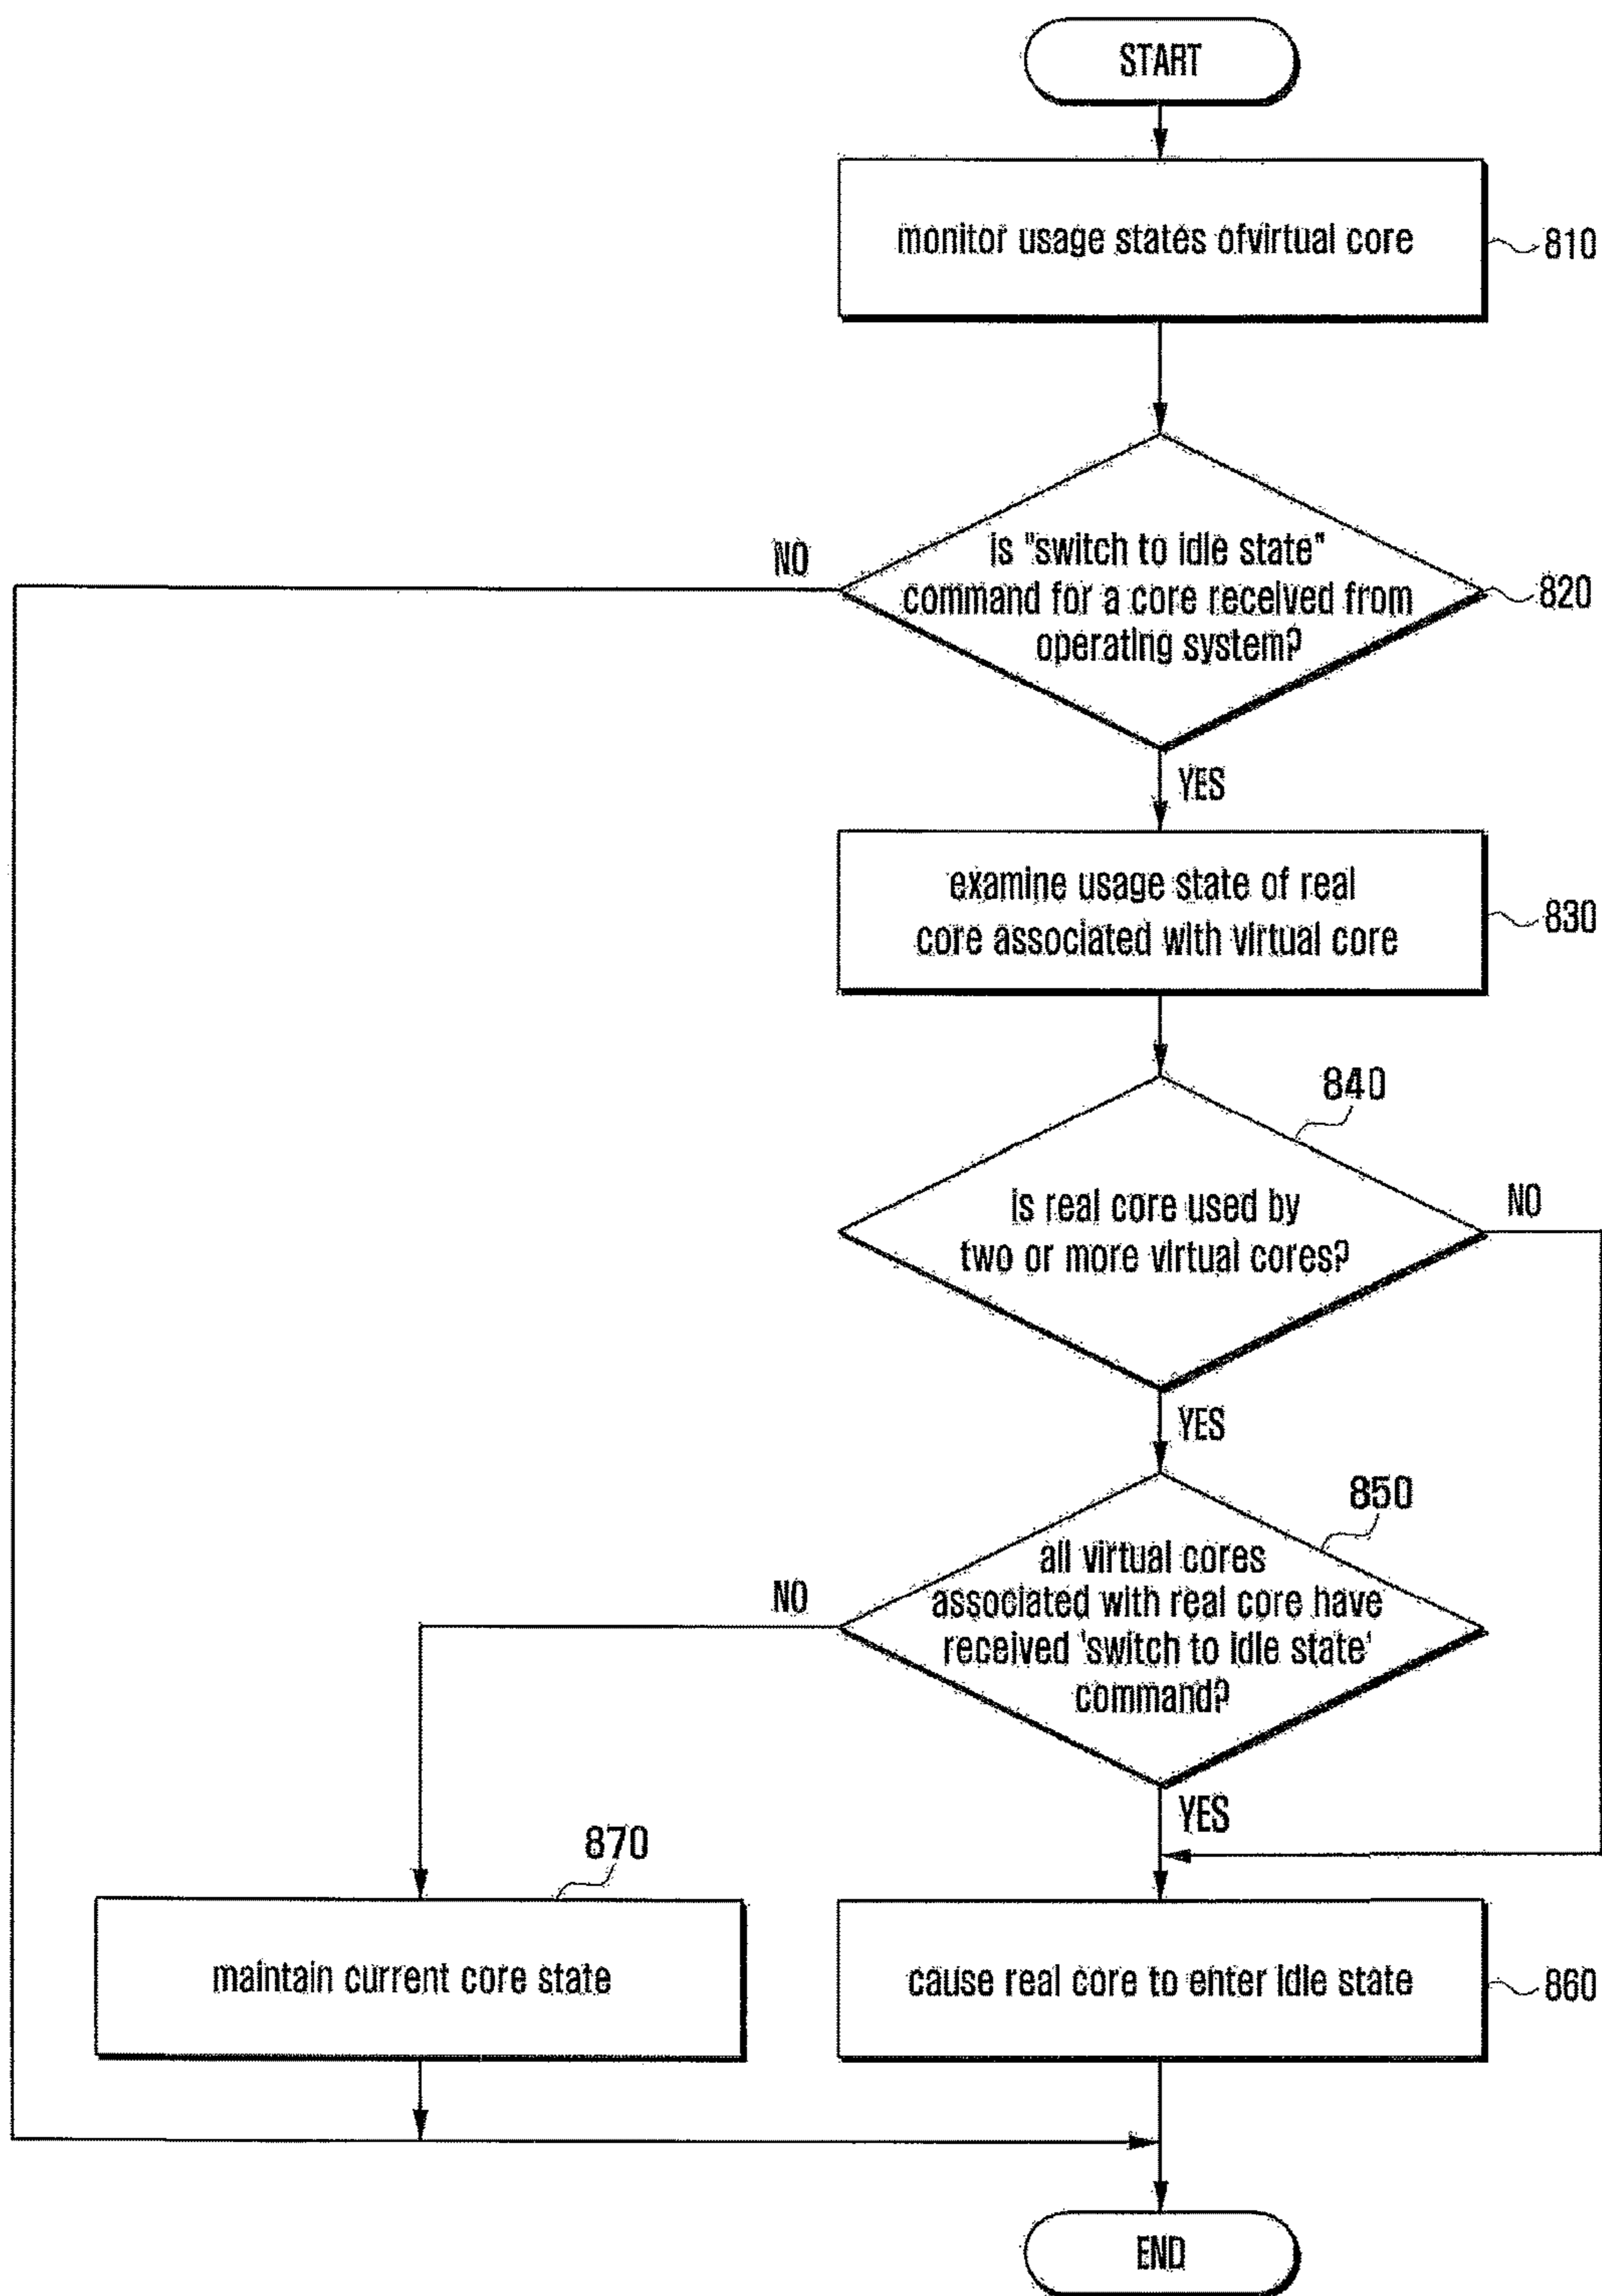 START
monitor usage states ofvirtual core
810
is "switch to idle state"
command for a core received from
operating system?
820
NO
YES
examine usage state of real
core associated with virtual core
830
840
is real core used by
two or more virtual cores?
NO
YES
850
all virtual cores
associated with real core have
received 'switch to idle state'
command?
NO
YES
870
maintain current core state
cause real core to enter idle state
860
END